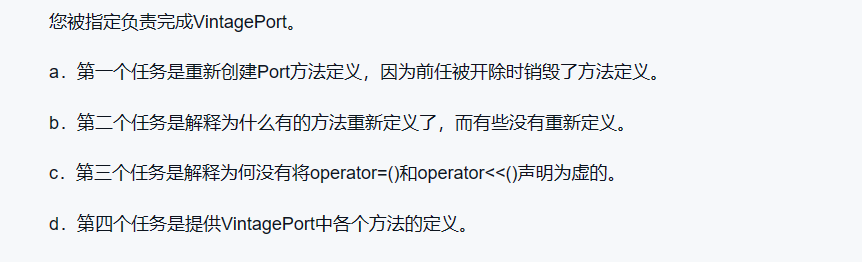 您被指定负责完成VintagePort。
a．第一个任务是重新创建Port方法定义，因为前任被开除时销毁了方法定义。
b．第二个任务是解释为什么有的方法重新定义了，而有些没有重新定义。
c．第三个任务是解释为何没有将operator=()和operator<<()声明为虚的。
d．第四个任务是提供VintagePort中各个方法的定义。